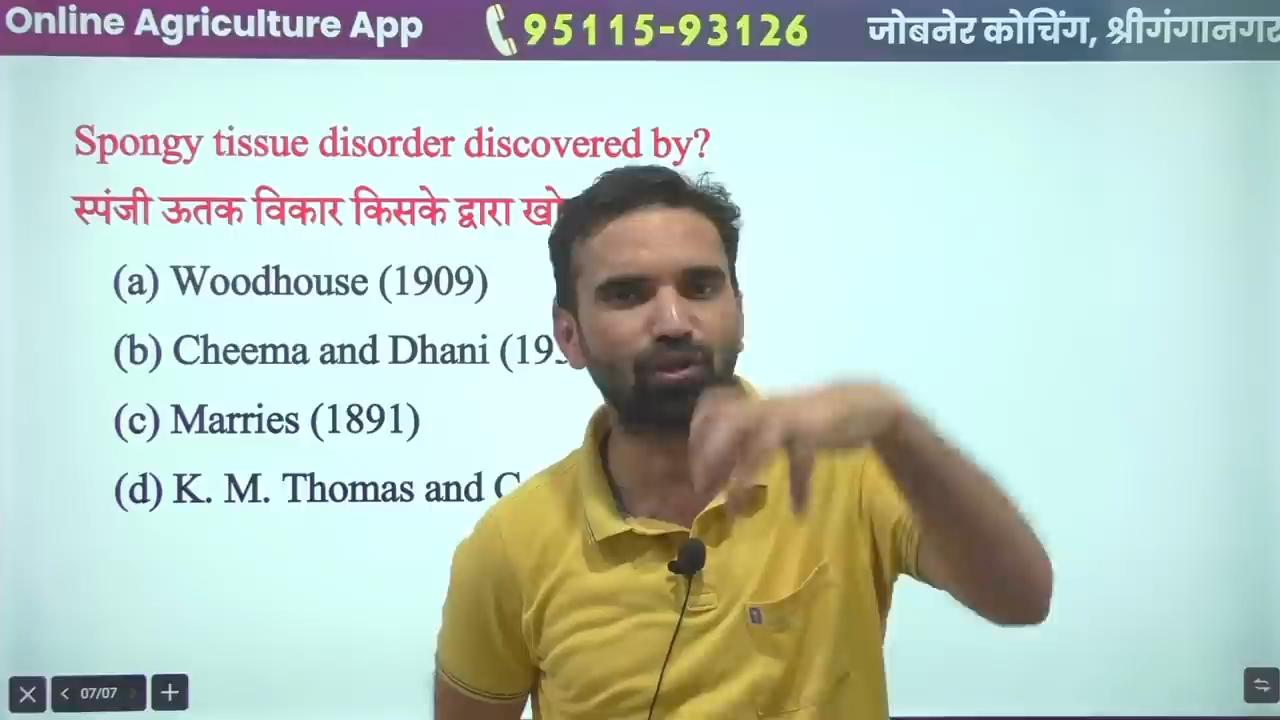 Online Agriculture App 95115-93126 जोबनेर कोचिंग, श्रीगंगानगर
Spongy tissue disorder discovered by?
स्पंजी ऊतक विकार किसके द्वारा
(a) Woodhouse (1909)
(b) Cheema and Dhani
(c) Marries (1891)
(d) K. M. Thomas and
07/07